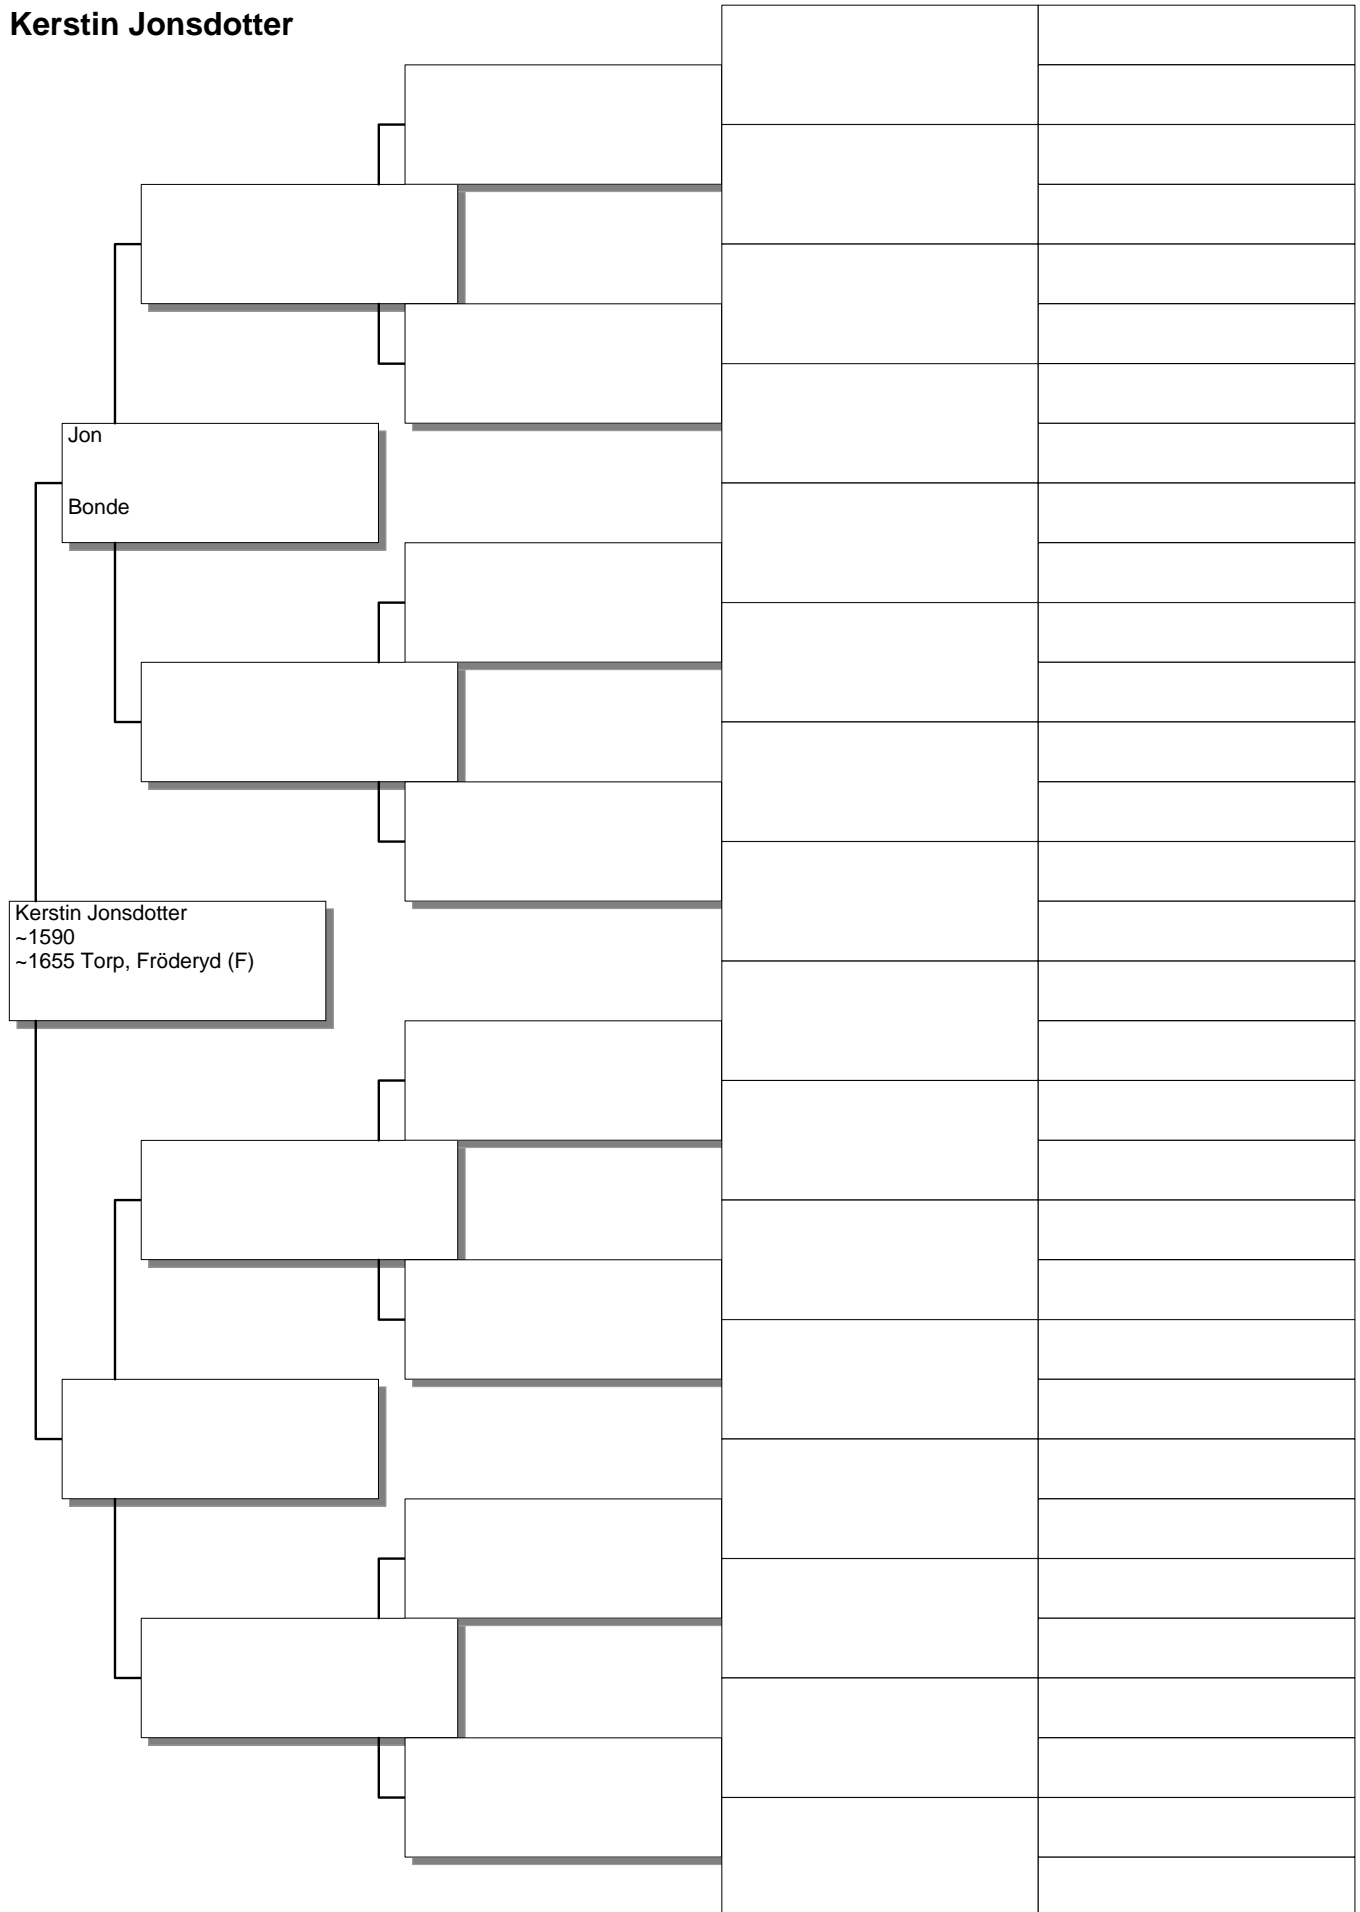 Kerstin Jonsdotter
Jon
Bonde
Kerstin Jonsdotter
~1590
~1655 Torp, Fröderyd (F)